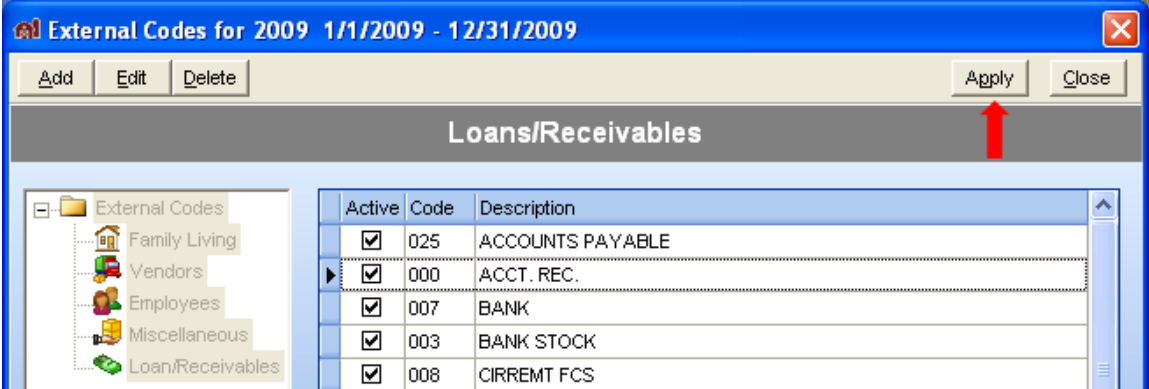 External Codes for 2009 1/1/2009 - 12/31/2009
Add Edit Delete Apply Close
Loans/Receivables
External Codes
Family Living
Vendors
Employees
Miscellaneous
Loan/Receivables
Active Code Description
025 ACCOUNTS PAYABLE
000 ACCT. REC.
007 BANK
003 BANK STOCK
008 CIRREMT FCS